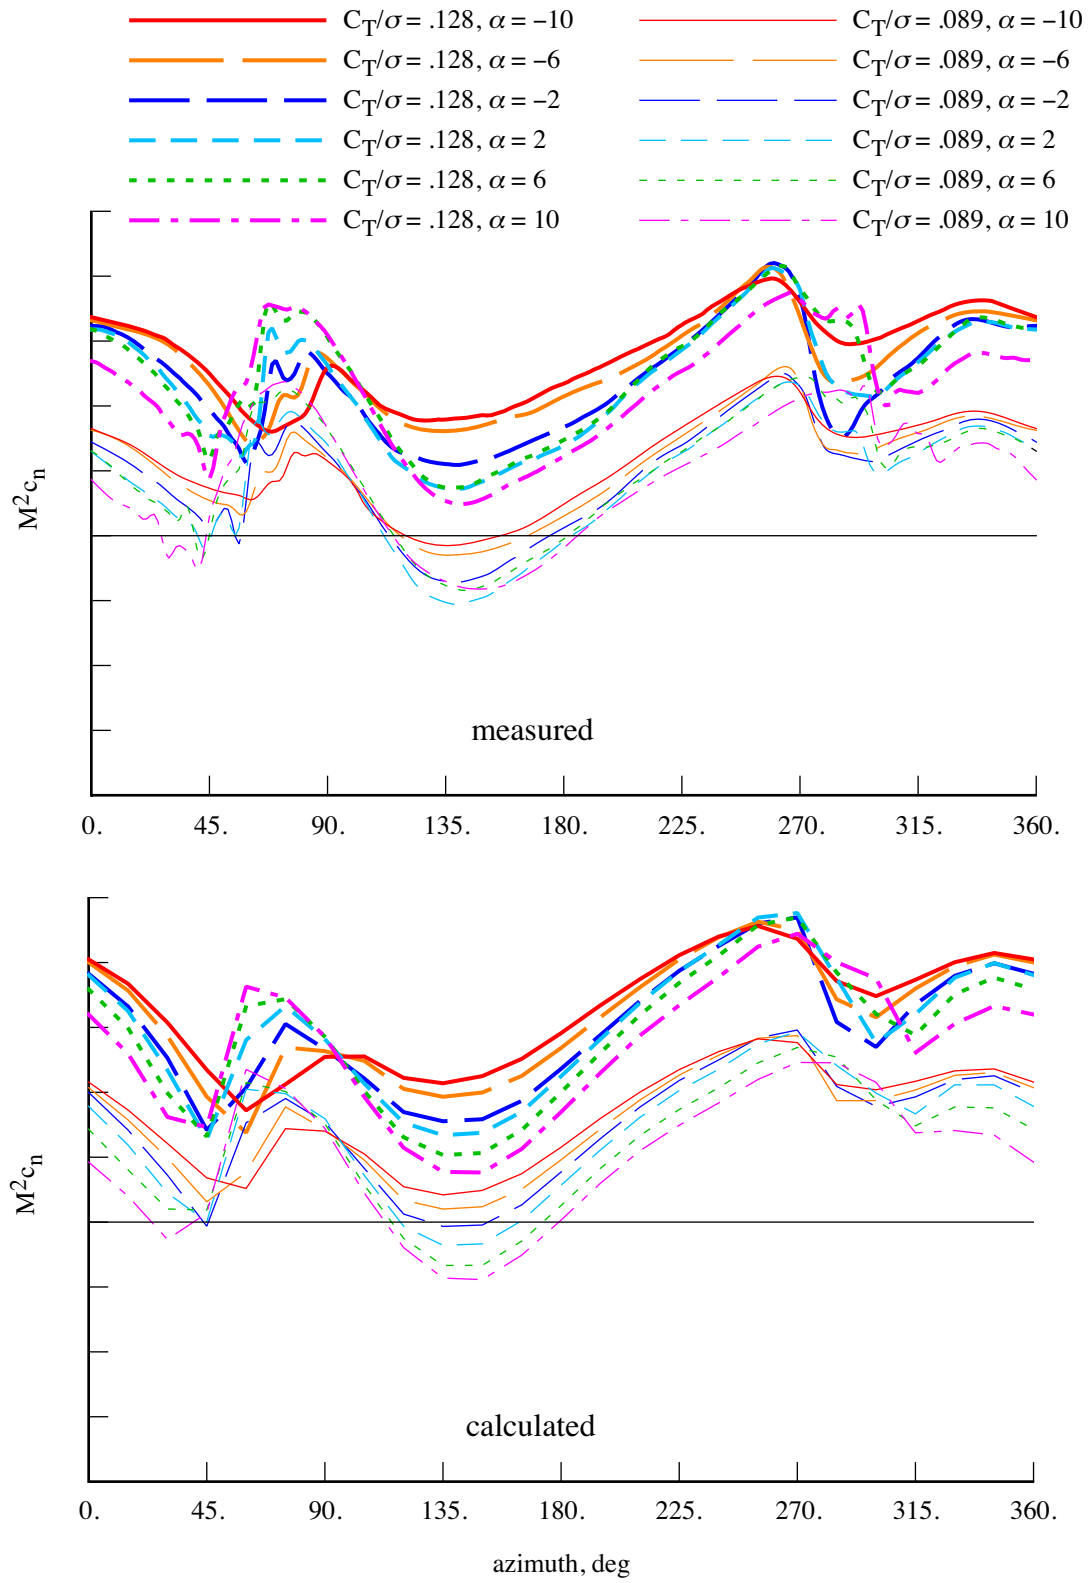 C_T/σ = .128, α = −10 C_T/σ = .089, α = −10
C_T/σ = .128, α = −6 C_T/σ = .089, α = −6
C_T/σ = .128, α = −2 C_T/σ = .089, α = −2
C_T/σ = .128, α = 2 C_T/σ = .089, α = 2
C_T/σ = .128, α = 6 C_T/σ = .089, α = 6
C_T/σ = .128, α = 10 C_T/σ = .089, α = 10
M²c_n
measured
0. 45. 90. 135. 180. 225. 270. 315. 360.
M²c_n
calculated
0. 45. 90. 135. 180. 225. 270. 315. 360.
azimuth, deg